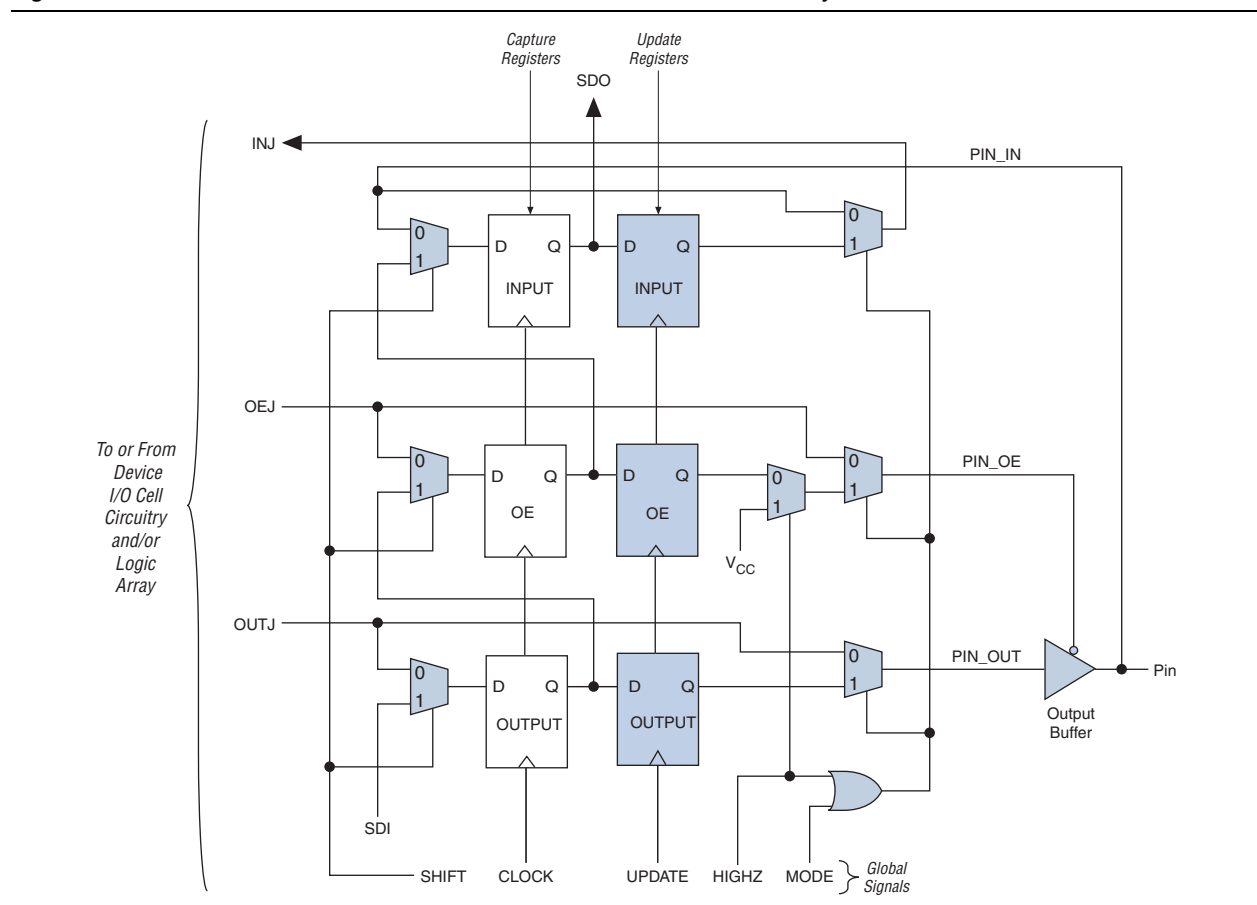 Capture
Registers
Update
Registers
SDO
INJ
PIN_IN
0
1
D Q
INPUT
D Q
INPUT
0
1
OEJ
To or From
Device
I/O Cell
Circuitry
and/or
Logic
Array
0
1
D Q
OE
D Q
OE
0
1
VCC
0
1
PIN_OE
OUTJ
0
1
D Q
OUTPUT
D Q
OUTPUT
0
1
PIN_OUT
Pin
Output
Buffer
SDI
SHIFT
CLOCK
UPDATE
HIGHZ
MODE
Global
Signals